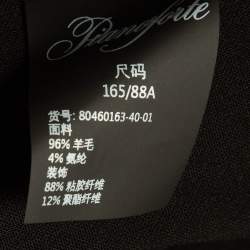 Pianoforte
尺码
165/88A
货号: 80460163-40-01
面料
96% 羊毛
4% 氨纶
装饰
88% 粘胶纤维
12% 聚酯纤维